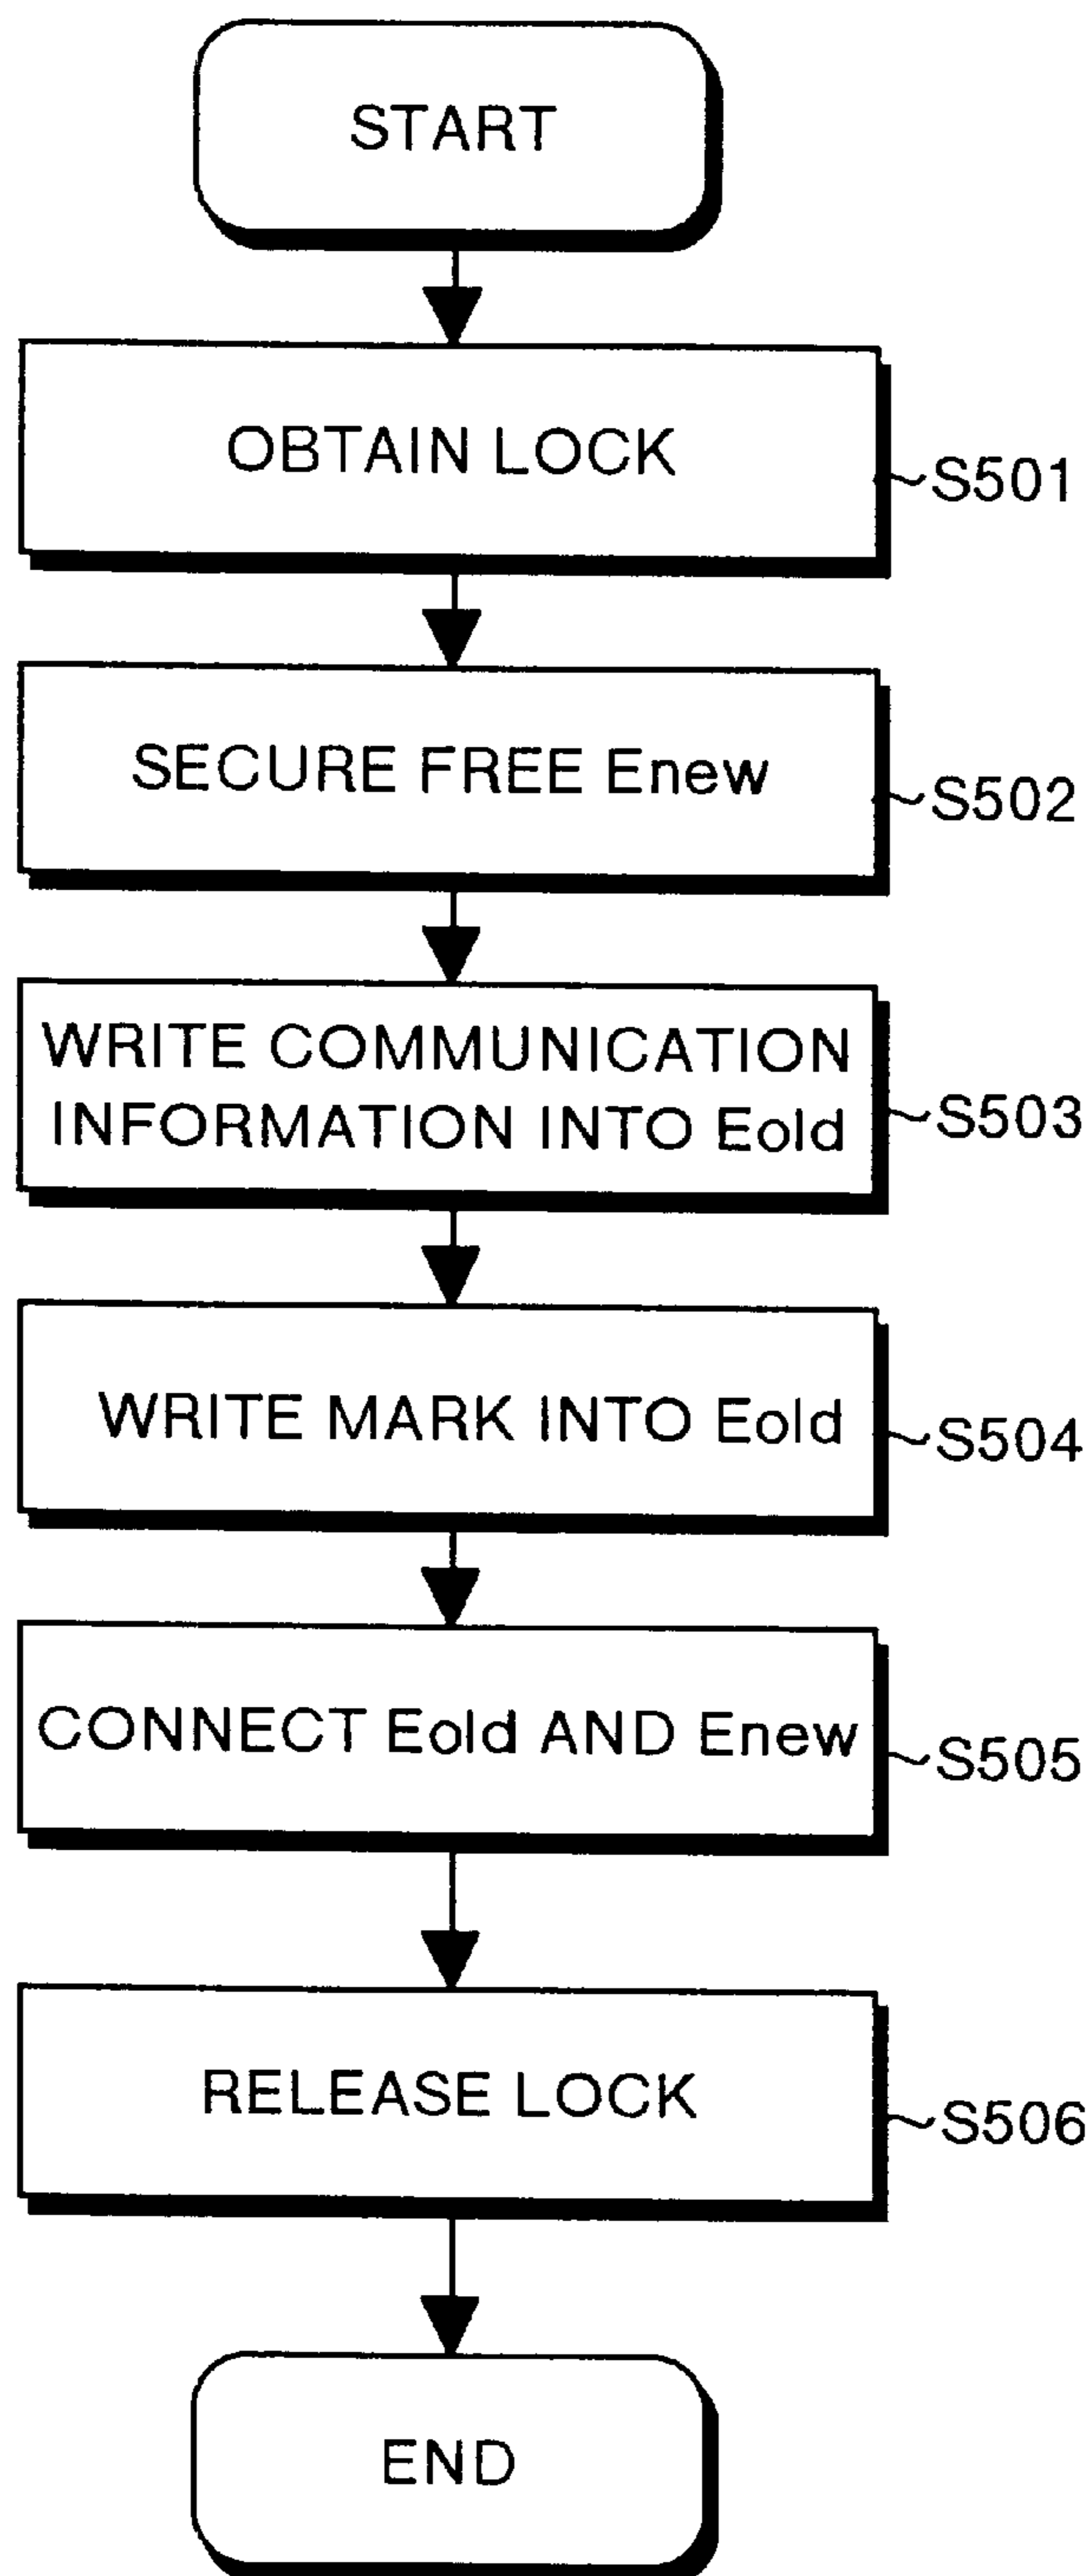 START
OBTAIN LOCK
S501
SECURE FREE Enew
S502
WRITE COMMUNICATION
INFORMATION INTO Eold
S503
WRITE MARK INTO Eold
S504
CONNECT Eold AND Enew
S505
RELEASE LOCK
S506
END